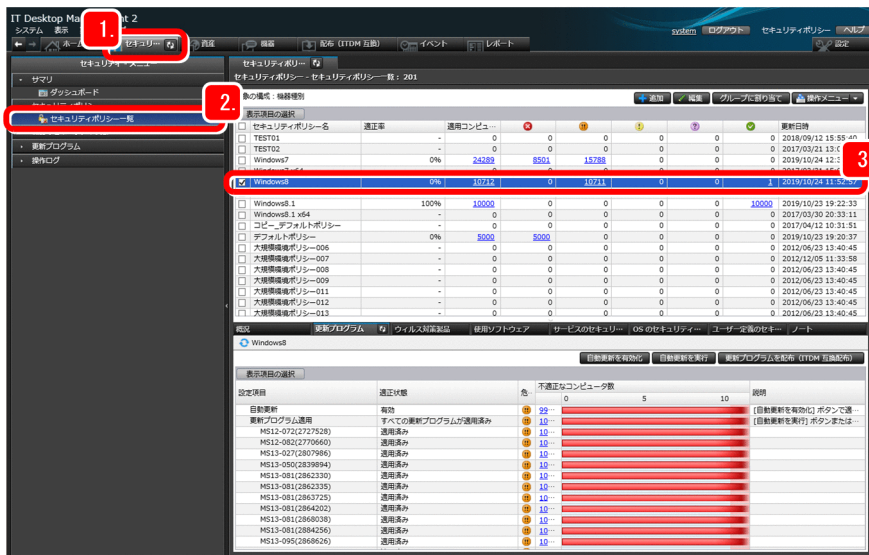 IT Desktop Ma nt 2
システム 表示
system ログアウト セキュリティポリシー ヘルプ
1.
ホーム セキュリ… 資産 機器 配布 (ITDM 互換) イベント レポート 設定
セキュリティ・メニュー
サマリ
ダッシュボード
2.
セキュリティポリシー一覧
更新プログラム
操作ログ
セキュリティポリシ…
セキュリティポリシー - セキュリティポリシー一覧 : 201
象の構成 : 機器種別
追加 編集 グループに割り当て 操作メニュー
表示項目の選択
セキュリティポリシー名 適正率 適用コンピュ… 更新日時
TEST01 - 0 0 0 0 0 0 2018/09/12 15:55:40
TEST02 - 0 0 0 0 0 0 2017/03/21 13:0
Windows7 0% 24289 8501 15788 0 0 0 2019/10/24 12:3
3
Windows8 0% 10712 0 10711 0 0 1 2019/10/24 11:52:57
Windows8.1 100% 10000 0 0 0 0 10000 2019/10/23 19:22:33
Windows8.1 x64 - 0 0 0 0 0 0 2017/03/30 20:33:11
コピー_デフォルトポリシー - 0 0 0 0 0 0 2017/04/12 10:31:51
デフォルトポリシー 0% 5000 5000 0 0 0 0 2019/10/23 19:20:37
大規模環境ポリシー006 - 0 0 0 0 0 0 2012/06/23 13:40:45
大規模環境ポリシー007 - 0 0 0 0 0 0 2012/12/05 11:33:58
大規模環境ポリシー008 - 0 0 0 0 0 0 2012/06/23 13:40:45
大規模環境ポリシー009 - 0 0 0 0 0 0 2012/06/23 13:40:45
大規模環境ポリシー011 - 0 0 0 0 0 0 2012/06/23 13:40:45
大規模環境ポリシー012 - 0 0 0 0 0 0 2012/06/23 13:40:45
大規模環境ポリシー013 - 0 0 0 0 0 0 2012/06/23 13:40:45
概況 更新プログラム ウィルス対策製品 使用ソフトウェア サービスのセキュリ… OS のセキュリティ… ユーザー定義のセキ… ノート
Windows8
自動更新を有効化 自動更新を実行 更新プログラムを配布 (ITDM 互換配布)
表示項目の選択
設定項目 適正状態 危… 不適正なコンピュータ数 説明
0 5 10
自動更新 有効 99… [自動更新を有効化] ボタンで適…
更新プログラム適用 すべての更新プログラムが適用済み 10… [自動更新を実行] ボタンまたは…
MS12-072(2727528) 適用済み 10…
MS12-082(2770660) 適用済み 10…
MS13-027(2807986) 適用済み 10…
MS13-050(2839894) 適用済み 10…
MS13-081(2862330) 適用済み 10…
MS13-081(2862335) 適用済み 10…
MS13-081(2863725) 適用済み 10…
MS13-081(2864202) 適用済み 10…
MS13-081(2868038) 適用済み 10…
MS13-081(2884256) 適用済み 10…
MS13-095(2868626) 適用済み 10…